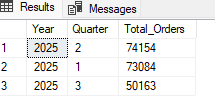 Results Messages
Year Quarter Total_Orders
1 2025 2 74154
2 2025 1 73084
3 2025 3 50163